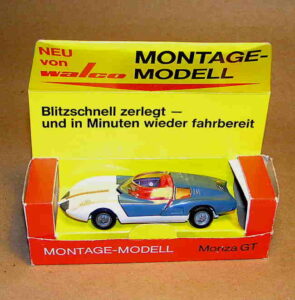 NEU
von
walco
MONTAGE-
MODELL
Blitzschnell zerlegt —
und in Minuten wieder fahrbereit
MONTAGE-MODELL
Monza GT